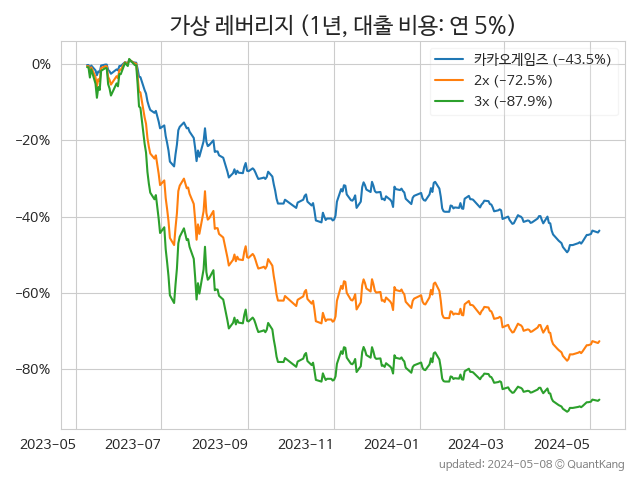 가상 레버리지 (1년, 대출 비용: 연 5%)
카카오게임즈 (−43.5%)
2x (−72.5%)
3x (−87.9%)
0%
−20%
−40%
−60%
−80%
2023−05 2023−07 2023−09 2023−11 2024−01 2024−03 2024−05
updated: 2024-05-08 © QuantKang